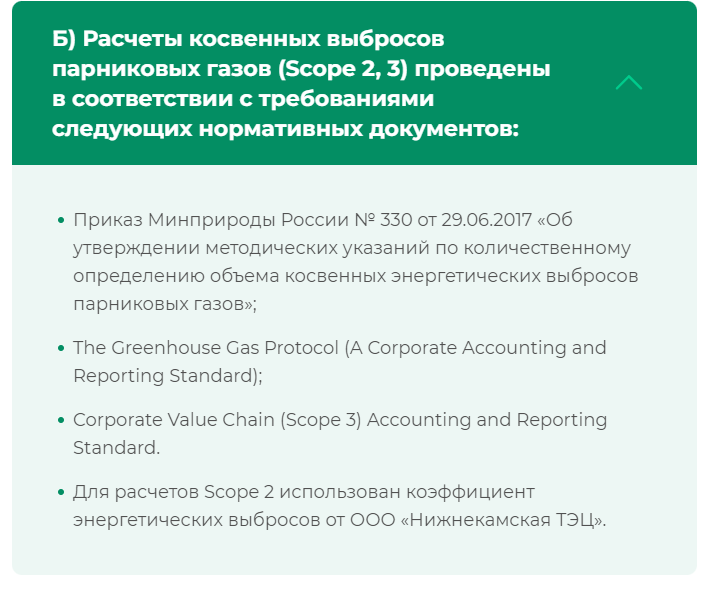 Б) Расчеты косвенных выбросов
парниковых газов (Scope 2, 3) проведены
в соответствии с требованиями
следующих нормативных документов:
• Приказ Минприроды России № 330 от 29.06.2017 «Об
утверждении методических указаний по количественному
определению объема косвенных энергетических выбросов
парниковых газов»;
• The Greenhouse Gas Protocol (A Corporate Accounting and
Reporting Standard);
• Corporate Value Chain (Scope 3) Accounting and Reporting
Standard.
• Для расчетов Scope 2 использован коэффициент
энергетических выбросов от ООО «Нижнекамская ТЭЦ».